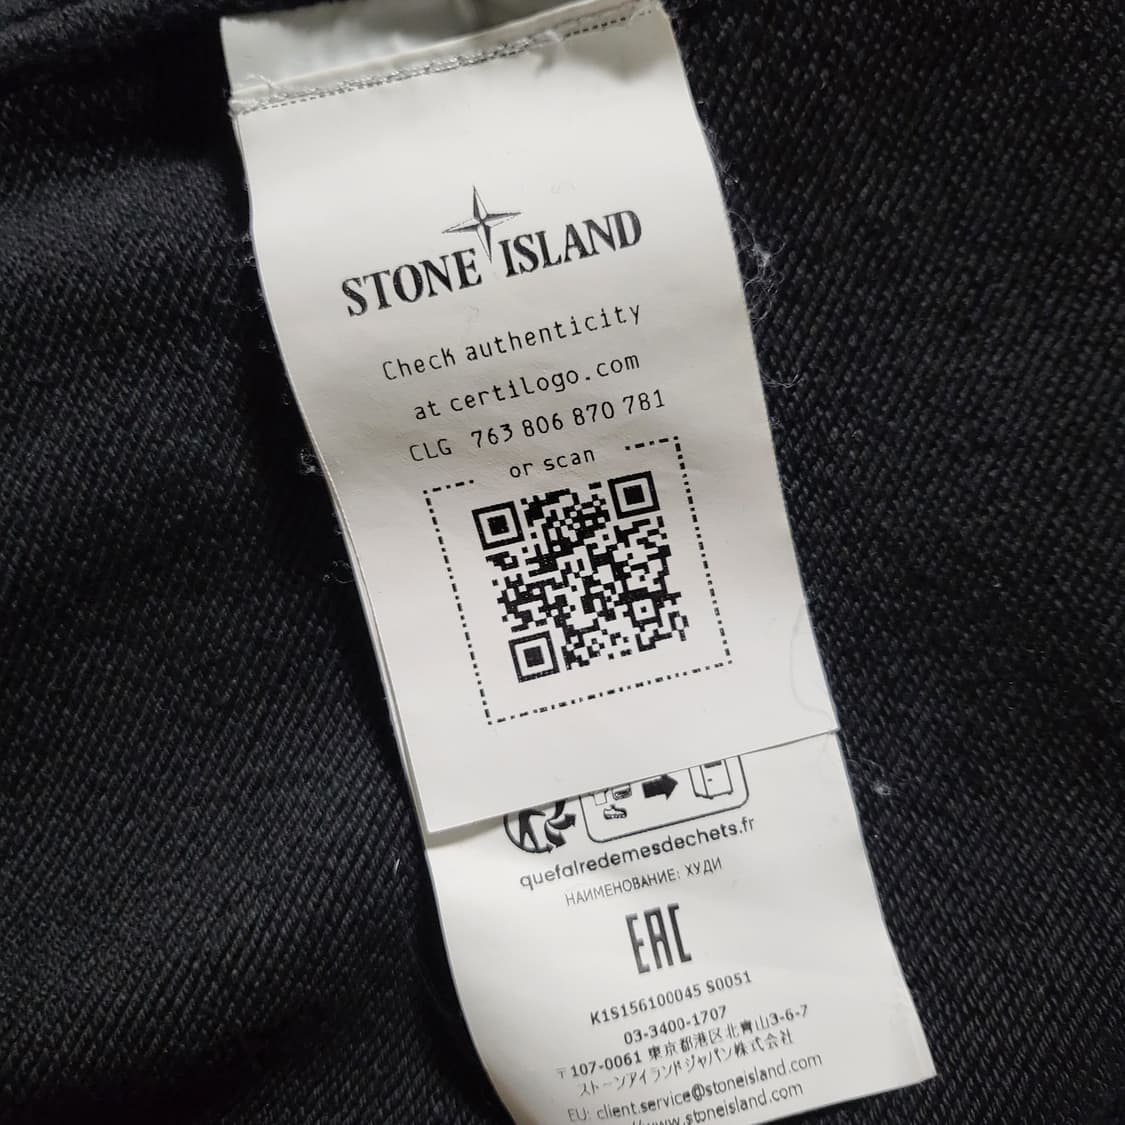 STONE ISLAND
Check authenticity
at certilogo.com
CLG 763 806 870 781
or scan
quefairedemesdechets.fr
НАИМЕНОВАНИЕ: ХУДИ
EAC
K1S156100045 S0051
03-3400-1707
〒107-0061 東京都港区北青山3-6-7
ストーンアイランドジャパン株式会社
EU: client.service@stoneisland.com
//www.stoneisland.com